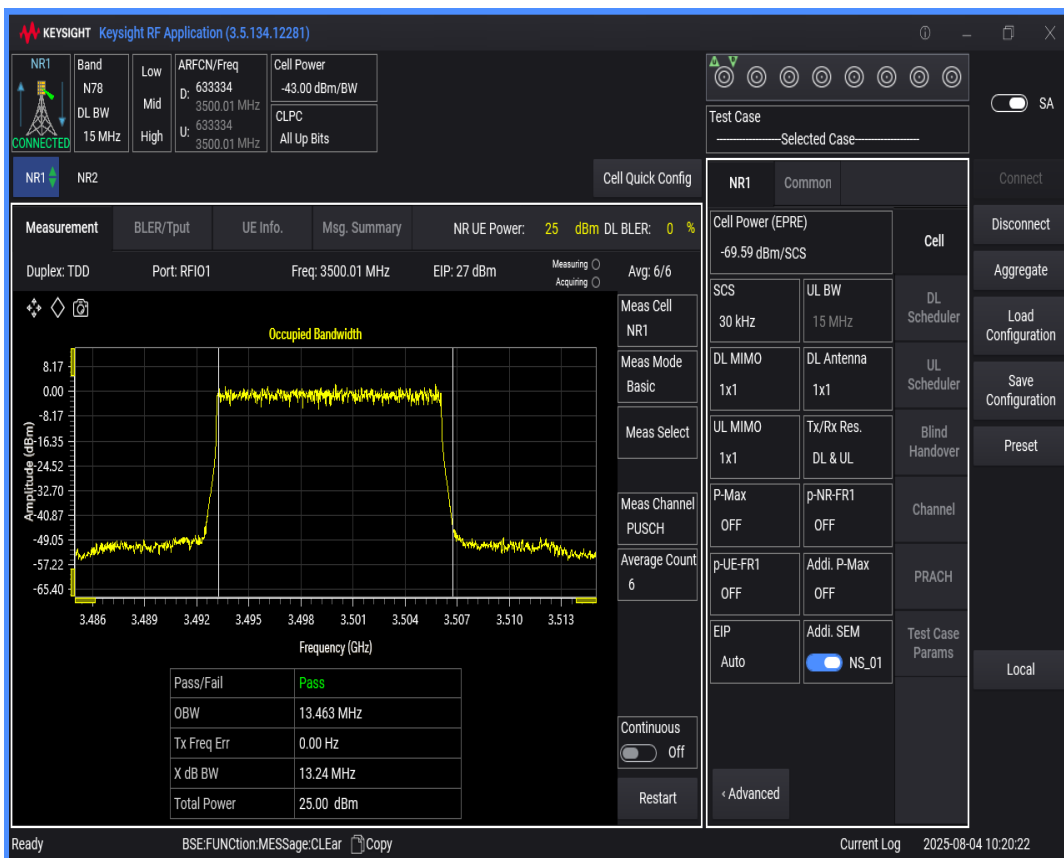 KEYSIGHT Keysight RF Application (3.5.134.12281)
NR1
CONNECTED
Band
N78
DL BW
15 MHz
Low
Mid
High
ARFCN/Freq
D: 633334
3500.01 MHz
U: 633334
3500.01 MHz
Cell Power
-43.00 dBm/BW
CLPC
All Up Bits
Test Case
Selected Case
SA
NR1 NR2 Cell Quick Config
Measurement BLER/Tput UE Info. Msg. Summary NR UE Power: 25 dBm DL BLER: 0 %
Duplex: TDD Port: RFIO1 Freq: 3500.01 MHz EIP: 27 dBm Measuring Acquiring Avg: 6/6
Occupied Bandwidth
Amplitude (dBm)
8.17
0.00
-8.17
-16.35
-24.52
-32.70
-40.87
-49.05
-57.22
-65.40
3.486 3.489 3.492 3.495 3.498 3.501 3.504 3.507 3.510 3.513
Frequency (GHz)
Pass/Fail Pass
OBW 13.463 MHz
Tx Freq Err 0.00 Hz
X dB BW 13.24 MHz
Total Power 25.00 dBm
Meas Cell
NR1
Meas Mode
Basic
Meas Select
Meas Channel
PUSCH
Average Count
6
Continuous
Off
Restart
NR1 Common
Cell Power (EPRE)
-69.59 dBm/SCS
SCS
30 kHz
UL BW
15 MHz
DL MIMO
1x1
DL Antenna
1x1
UL MIMO
1x1
Tx/Rx Res.
DL & UL
P-Max
OFF
p-NR-FR1
OFF
p-UE-FR1
OFF
Addi. P-Max
OFF
EIP
Auto
Addi. SEM
NS_01
‹ Advanced
Cell
DL
Scheduler
UL
Scheduler
Blind
Handover
Channel
PRACH
Test Case
Params
Connect
Disconnect
Aggregate
Load
Configuration
Save
Configuration
Preset
Local
Ready BSE:FUNCtion:MESSage:CLEar Copy Current Log 2025-08-04 10:20:22